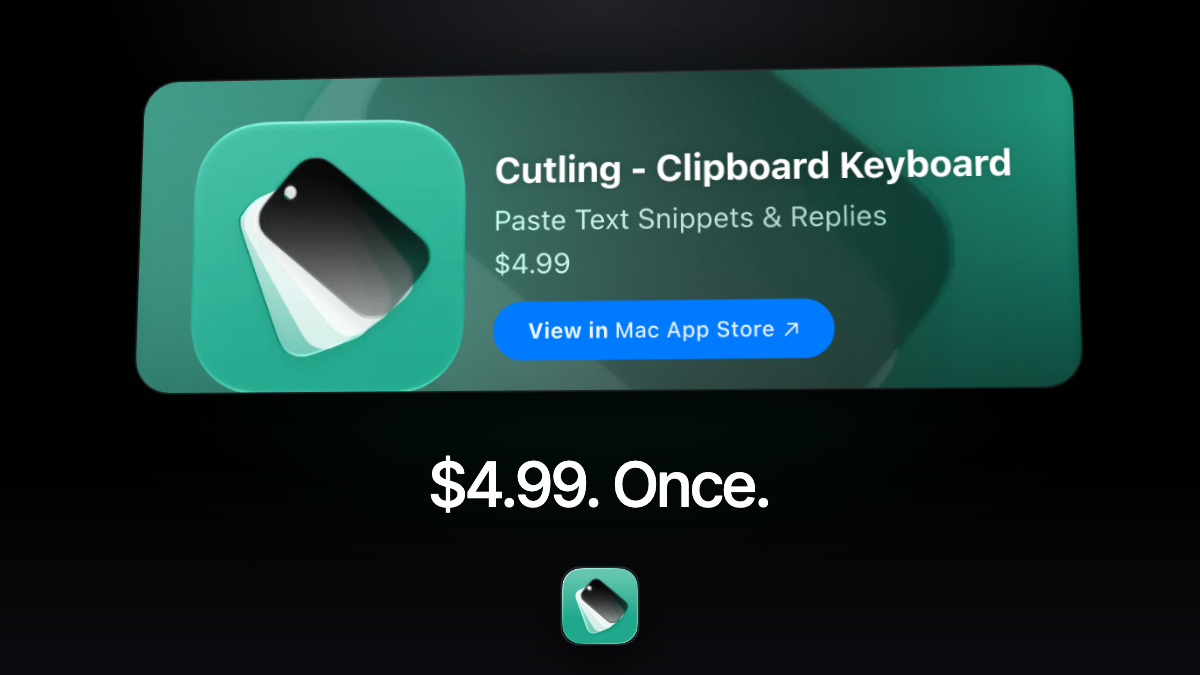 Cutling - Clipboard Keyboard
Paste Text Snippets & Replies
$4.99
View in Mac App Store ↗
$4.99. Once.